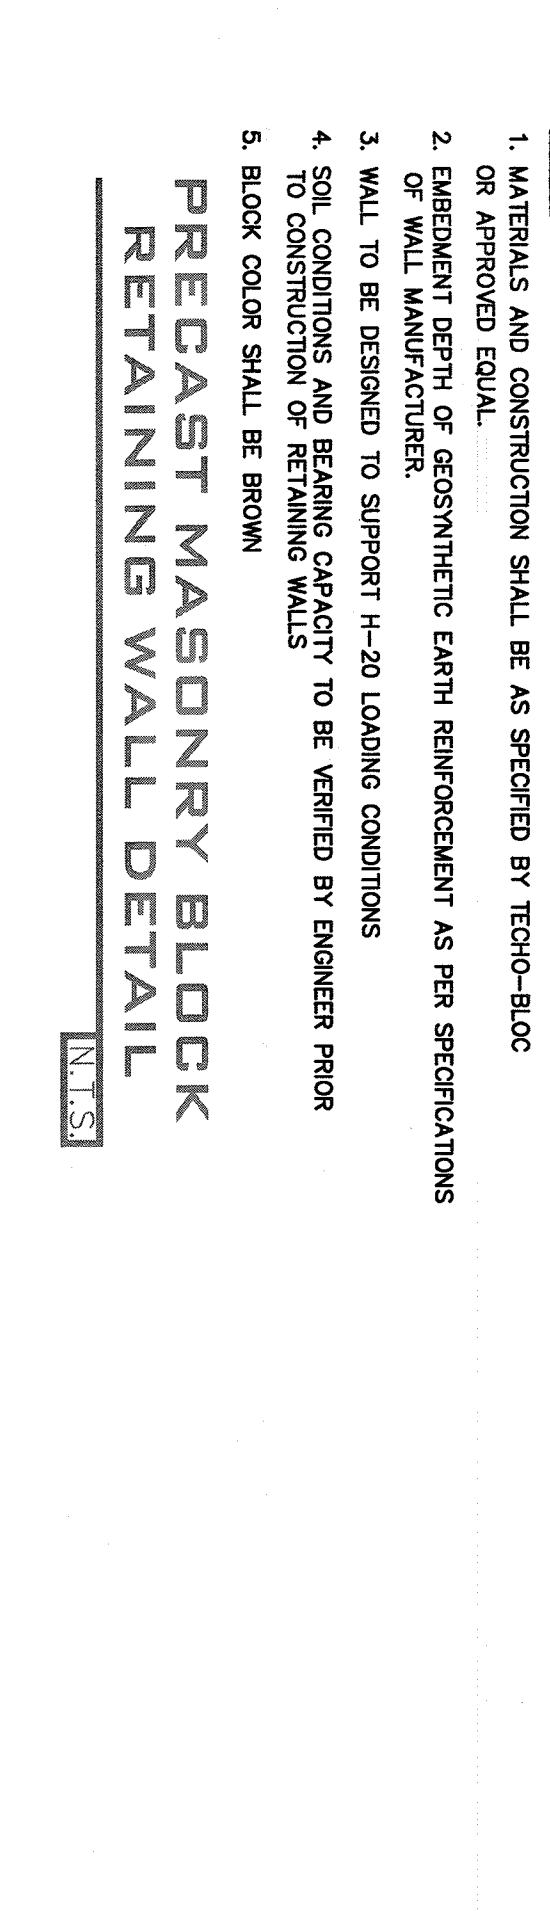 1. MATERIALS AND CONSTRUCTION SHALL BE AS SPECIFIED BY TECHO-BLOC
OR APPROVED EQUAL.
2. EMBEDMENT DEPTH OF GEOSYNTHETIC EARTH REINFORCEMENT AS PER SPECIFICATIONS
OF WALL MANUFACTURER.
3. WALL TO BE DESIGNED TO SUPPORT H-20 LOADING CONDITIONS
4. SOIL CONDITIONS AND BEARING CAPACITY TO BE VERIFIED BY ENGINEER PRIOR
TO CONSTRUCTION OF RETAINING WALLS
5. BLOCK COLOR SHALL BE BROWN
PRECAST MASONRY BLOCK
RETAINING WALL DETAIL
N.T.S.